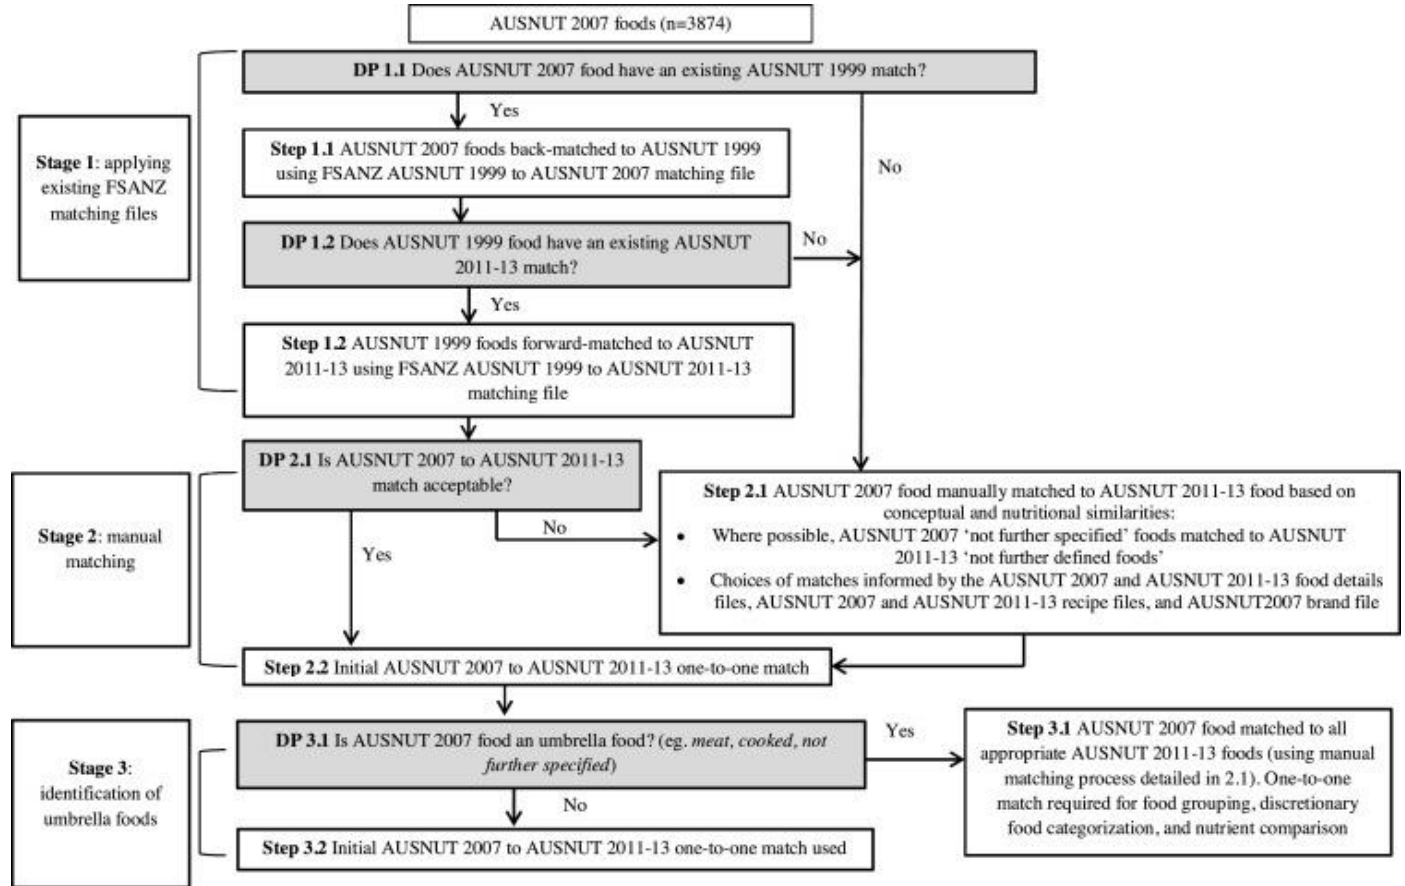 AUSNUT 2007 foods (n=3874)
DP 1.1 Does AUSNUT 2007 food have an existing AUSNUT 1999 match?
Yes
No
Stage 1: applying
existing FSANZ
matching files
Step 1.1 AUSNUT 2007 foods back-matched to AUSNUT 1999
using FSANZ AUSNUT 1999 to AUSNUT 2007 matching file
DP 1.2 Does AUSNUT 1999 food have an existing AUSNUT
2011-13 match?
No
Yes
Step 1.2 AUSNUT 1999 foods forward-matched to AUSNUT
2011-13 using FSANZ AUSNUT 1999 to AUSNUT 2011-13
matching file
Stage 2: manual
matching
DP 2.1 Is AUSNUT 2007 to AUSNUT 2011-13
match acceptable?
No
Yes
Step 2.1 AUSNUT 2007 food manually matched to AUSNUT 2011-13 food based on
conceptual and nutritional similarities:
• Where possible, AUSNUT 2007 ‘not further specified’ foods matched to AUSNUT
2011-13 ‘not further defined foods’
• Choices of matches informed by the AUSNUT 2007 and AUSNUT 2011-13 food details
files, AUSNUT 2007 and AUSNUT 2011-13 recipe files, and AUSNUT2007 brand file
Step 2.2 Initial AUSNUT 2007 to AUSNUT 2011-13 one-to-one match
Stage 3:
identification of
umbrella foods
DP 3.1 Is AUSNUT 2007 food an umbrella food? (eg. meat, cooked, not
further specified)
Yes
No
Step 3.1 AUSNUT 2007 food matched to all
appropriate AUSNUT 2011-13 foods (using manual
matching process detailed in 2.1). One-to-one
match required for food grouping, discretionary
food categorization, and nutrient comparison
Step 3.2 Initial AUSNUT 2007 to AUSNUT 2011-13 one-to-one match used